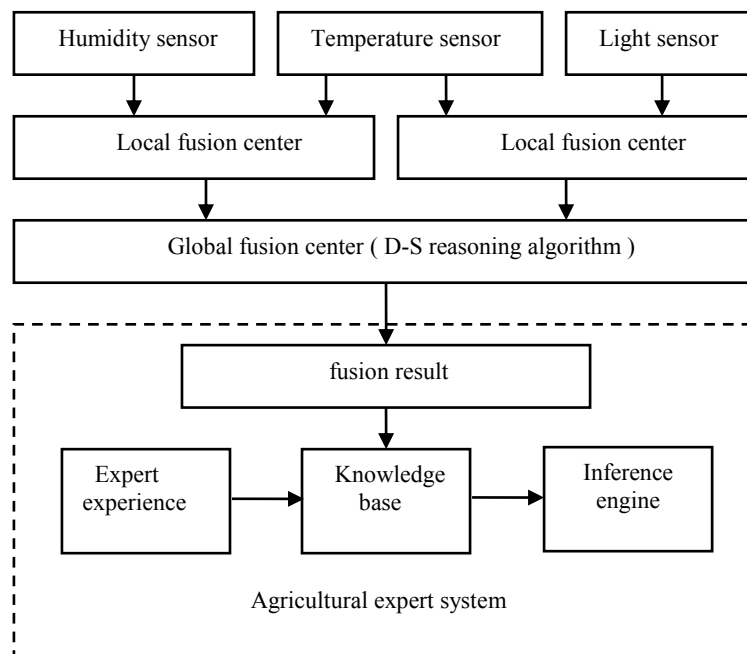 Humidity sensor
Temperature sensor
Light sensor
Local fusion center
Local fusion center
Global fusion center ( D-S reasoning algorithm )
fusion result
Expert
experience
Knowledge
base
Inference
engine
Agricultural expert system